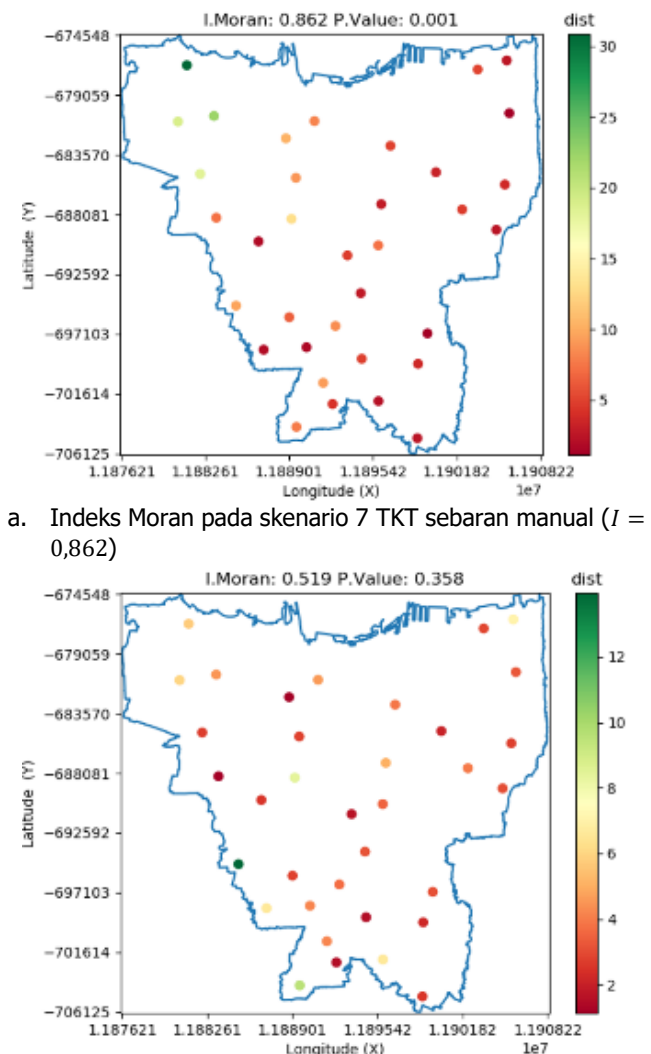 I.Moran: 0.862 P.Value: 0.001
dist
−674548
−679059
−683570
−688081
−692592
−697103
−701614
−706125
Latitude (Y)
30
25
20
15
10
5
1.187621 1.188261 1.188901 1.189542 1.190182 1.190822
Longitude (X)
1e7
a. Indeks Moran pada skenario 7 TKT sebaran manual (𝐼 =
0,862)
I.Moran: 0.519 P.Value: 0.358
dist
−674548
−679059
−683570
−688081
−692592
−697103
−701614
−706125
Latitude (Y)
12
10
8
6
4
2
1.187621 1.188261 1.188901 1.189542 1.190182 1.190822
Longitude (X)
1e7